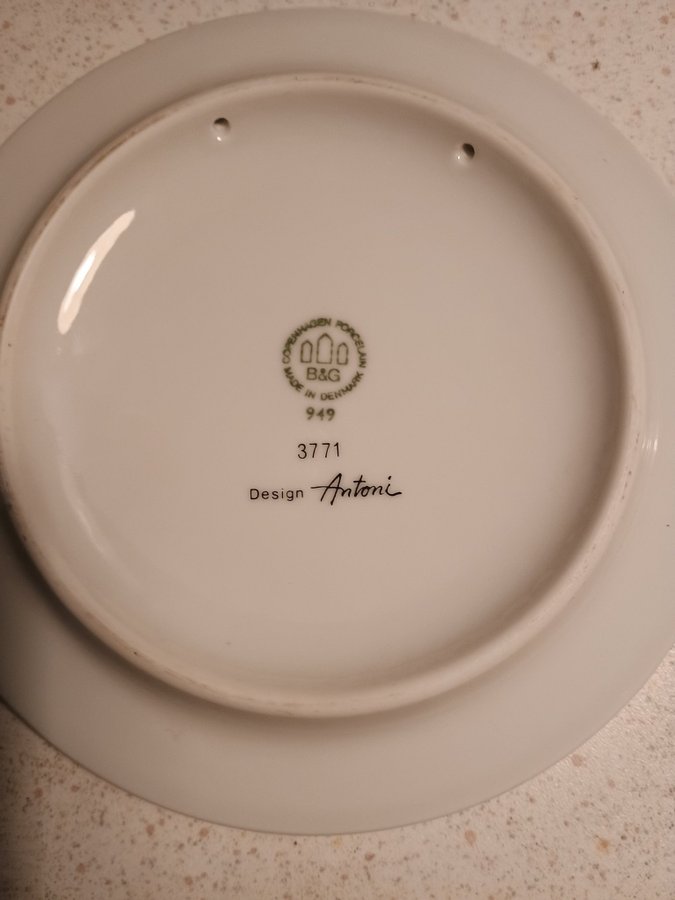 COPENHAGEN PORCELAIN
B&G
MADE IN DENMARK
949
3771
Design Antoni